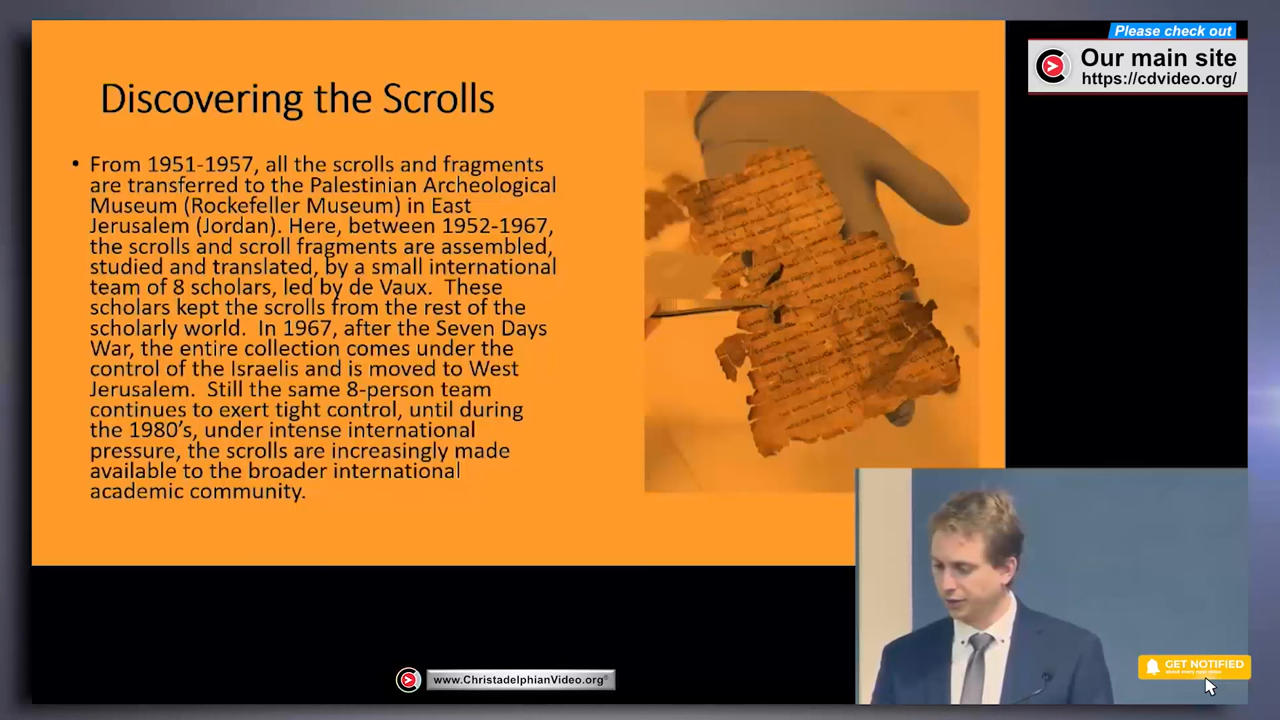 Please check out
Our main site
https://cdvideo.org/
Discovering the Scrolls
• From 1951-1957, all the scrolls and fragments
are transferred to the Palestinian Archeological
Museum (Rockefeller Museum) in East
Jerusalem (Jordan). Here, between 1952-1967,
the scrolls and scroll fragments are assembled,
studied and translated, by a small international
team of 8 scholars, led by de Vaux.  These
scholars kept the scrolls from the rest of the
scholarly world.  In 1967, after the Seven Days
War, the entire collection comes under the
control of the Israelis and is moved to West
Jerusalem.  Still the same 8-person team
continues to exert tight control, until during
the 1980's, under intense international
pressure, the scrolls are increasingly made
available to the broader international
academic community.
GET NOTIFIED
about every new video
www.ChristadelphianVideo.org